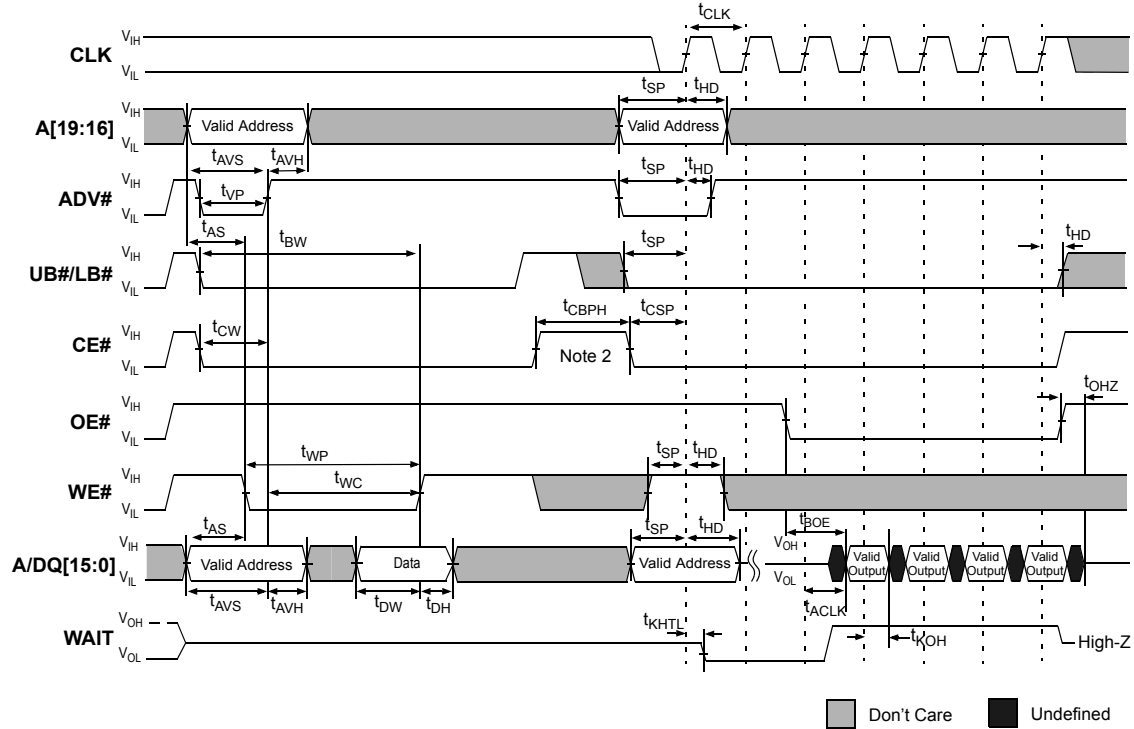 tCLK
VIH
CLK
VIL
tSP tHD
VIH
A[19:16] Valid Address Valid Address
VIL
tAVS tAVH tSP tHD
VIH
ADV# tVP
VIL
tAS tBW tSP tHD
VIH
UB#/LB#
VIL
tCBPH tCSP
VIH tCW
CE# Note 2
VIL
tOHZ
VIH
OE#
VIL
tWP tSP tHD
VIH
WE# tWC
VIL
tAS tSP tHD tBOE
VIH VOH
A/DQ[15:0] Valid Address Data Valid Address Valid Output Valid Output Valid Output Valid Output
VIL VOL
tAVS tAVH tDW tDH tACLK
VOH tKHTL
WAIT tKOH High-Z
VOL
Don't Care Undefined